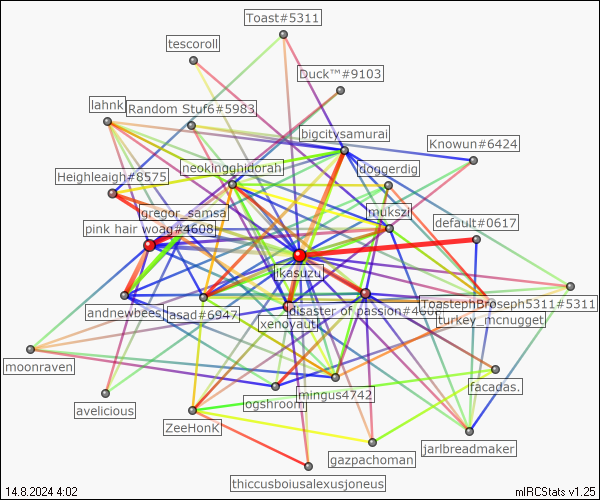 Toast#5311
tescoroll
Duck™#9103
lahnk
Random Stuf6#5983
bigcitysamurai
Knowun#6424
neokingghidorah
doggerdig
Heighleaigh#8575
gregor_samsa
mukszi
pink hair woag#4608
default#0617
ikasuzu
andnewbees
jasad#6947
disaster of passion#4606
ToastephBroseph5311#5311
xenoyaut
turkey_mcnugget
moonraven
mingus4742
facadas.
avelicious
ogshroom
ZeeHonK
gazpachoman
jarlbreadmaker
thiccusboiusalexusjoneus
14.8.2024 4:02
mIRCStats v1.25